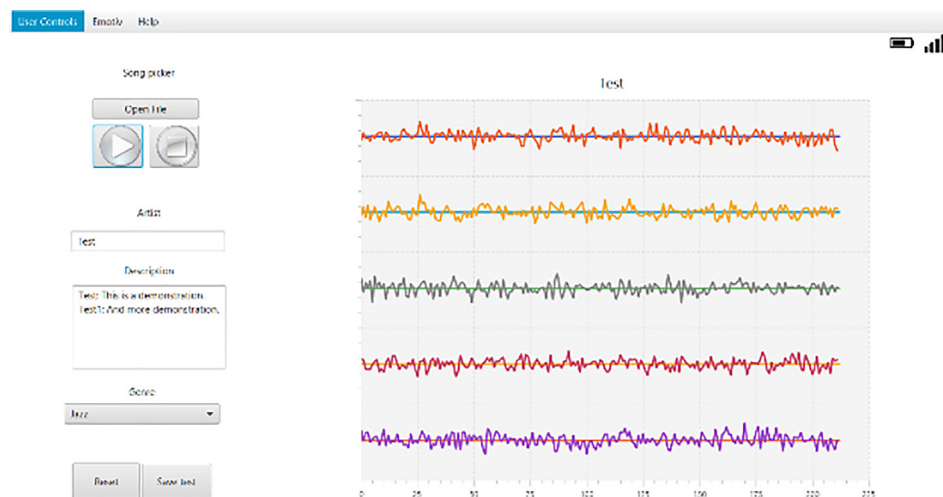 User Controls Emotiv Help
Song picker
Open File
Test
Artist
Test
Description
Test: This is a demonstration.
Test1: And more demonstration.
Genre
Jazz
Reset Save test
0 25 50 75 100 125 150 175 200 225